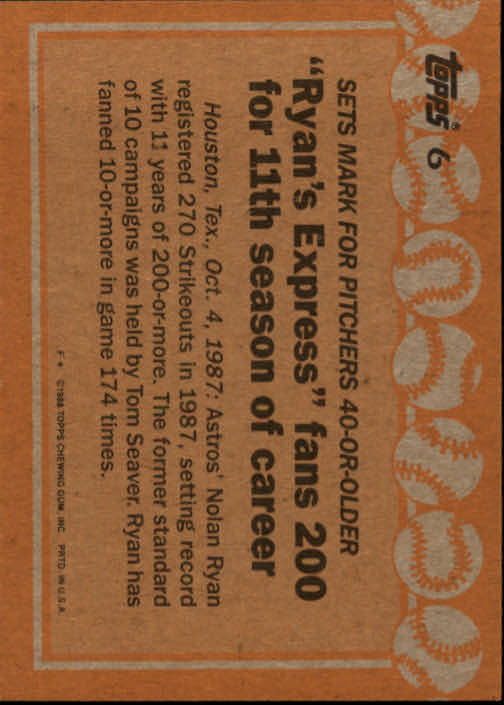 topps® 6
SETS MARK FOR PITCHERS 40-OR-OLDER
“Ryan’s Express” fans 200
for 11th season of career
Houston, Tex., Oct. 4, 1987: Astros’ Nolan Ryan
registered 270 Strikeouts in 1987, setting record
with 11 years of 200-or-more. The former standard
of 10 campaigns was held by Tom Seaver. Ryan has
fanned 10-or-more in game 174 times.
F* ©1988 TOPPS CHEWING GUM, INC. PRTD. IN U.S.A.